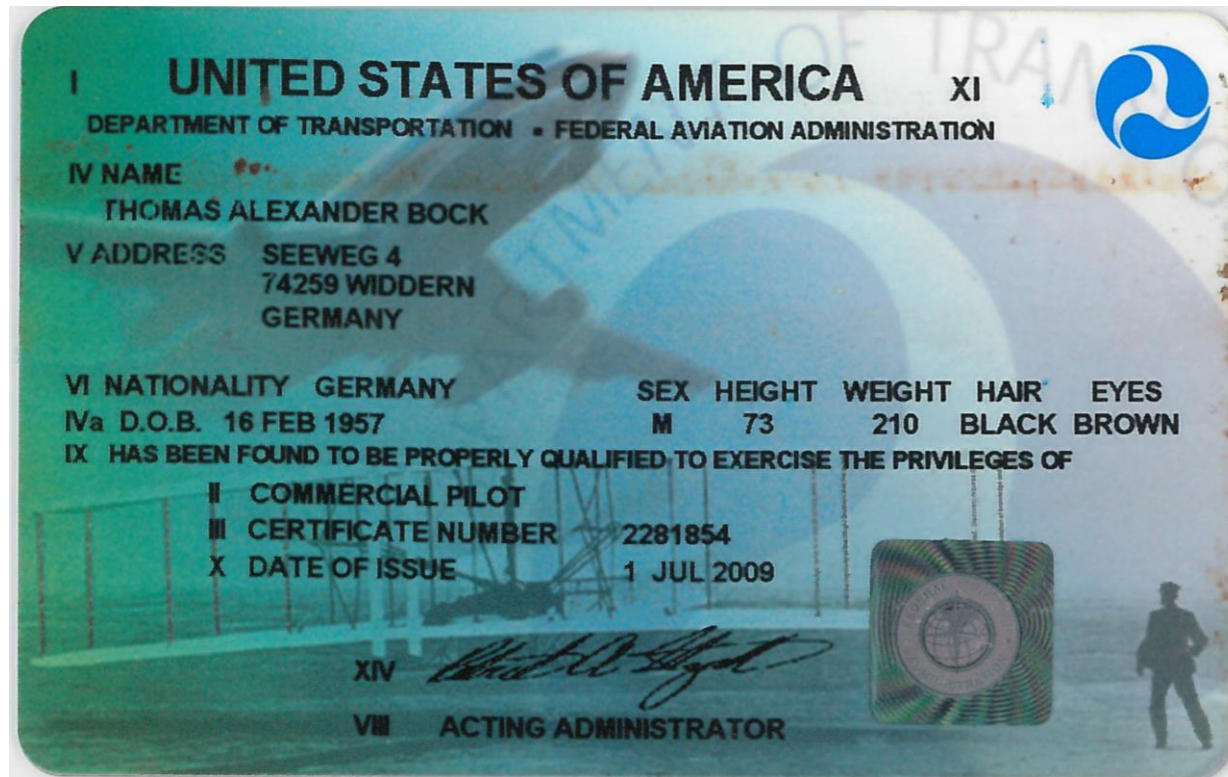 I UNITED STATES OF AMERICA XI
DEPARTMENT OF TRANSPORTATION • FEDERAL AVIATION ADMINISTRATION
IV NAME
THOMAS ALEXANDER BOCK
V ADDRESS SEEWEG 4
74259 WIDDERN
GERMANY
VI NATIONALITY GERMANY SEX HEIGHT WEIGHT HAIR EYES
IVa D.O.B. 16 FEB 1957 M 73 210 BLACK BROWN
IX HAS BEEN FOUND TO BE PROPERLY QUALIFIED TO EXERCISE THE PRIVILEGES OF
II COMMERCIAL PILOT
III CERTIFICATE NUMBER 2281854
X DATE OF ISSUE 1 JUL 2009
XIV
VIII ACTING ADMINISTRATOR